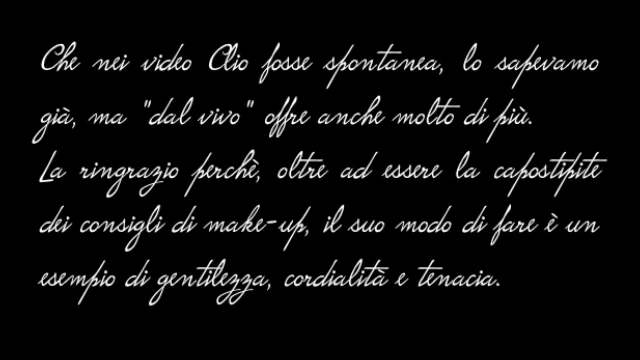 Che nei video Clio fosse spontanea, lo sapevamo
già, ma "dal vivo" offre anche molto di più.
La ringrazio perchè, oltre ad essere la capostipite
dei consigli di make-up, il suo modo di fare è un
esempio di gentilezza, cordialità e tenacia.